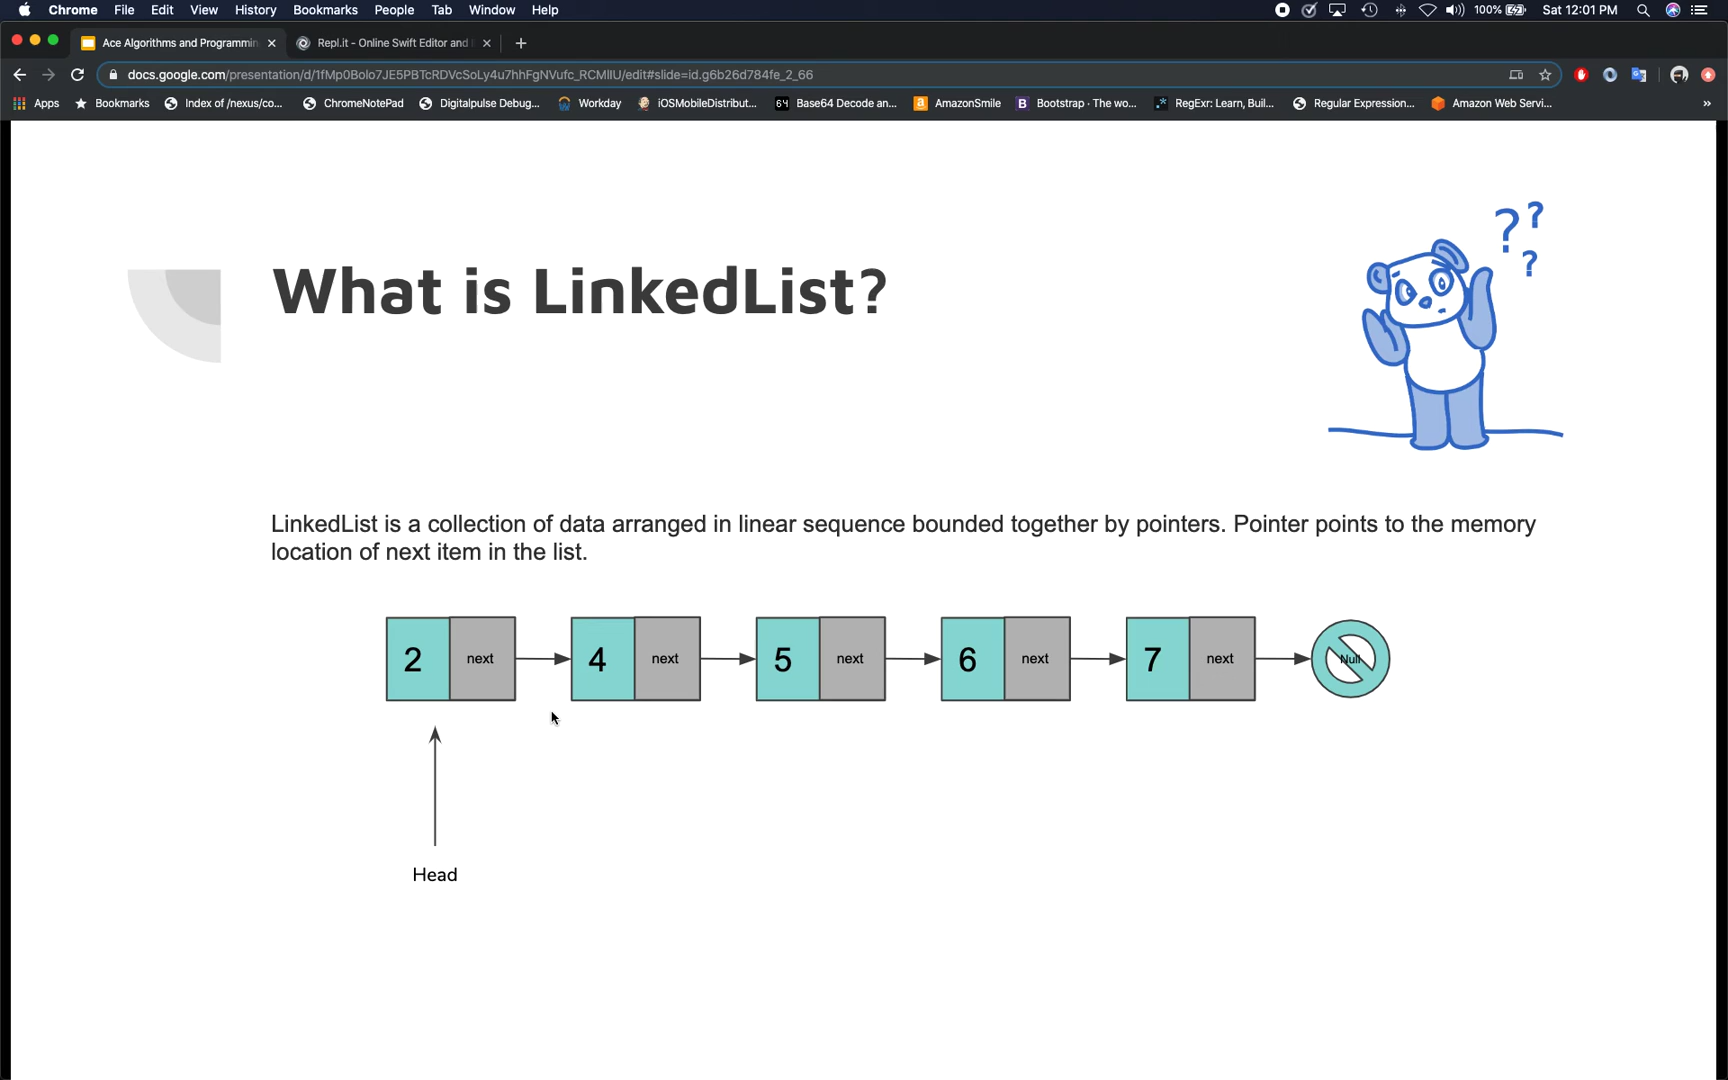 Chrome File Edit View History Bookmarks People Tab Window Help 100% Sat 12:01 PM
Ace Algorithms and Programmin Repl.it - Online Swift Editor and
docs.google.com/presentation/d/1fMp0Bolo7JE5PBTcRDVcSoLy4u7hhFgNVufc_RCMlIU/edit#slide=id.g6b26d784fe_2_66
Apps Bookmarks Index of /nexus/co... ChromeNotePad Digitalpulse Debug... Workday iOSMobileDistribut... 64 Base64 Decode an... a AmazonSmile B Bootstrap · The wo... .* RegExr: Learn, Buil... Regular Expression... Amazon Web Servi... »
? ? ?
What is LinkedList?
LinkedList is a collection of data arranged in linear sequence bounded together by pointers. Pointer points to the memory
location of next item in the list.
2 next 4 next 5 next 6 next 7 next Null
Head